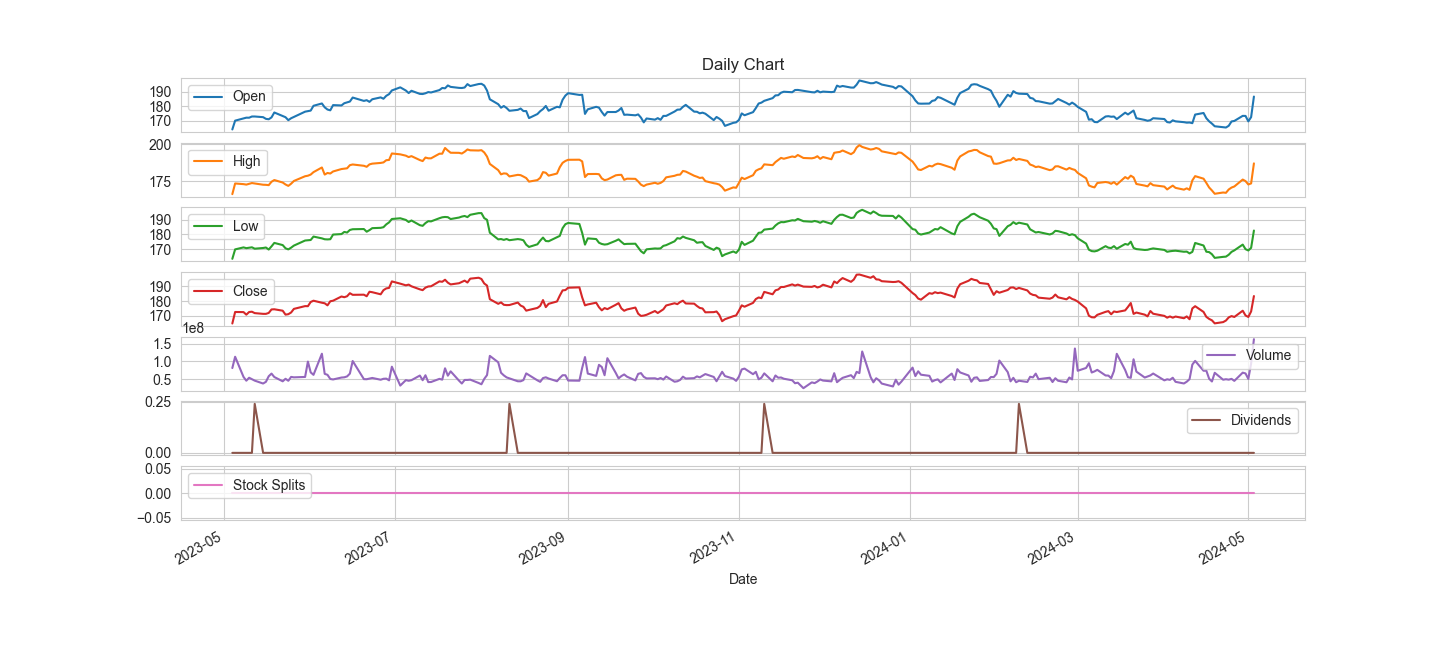 Daily Chart
190
180
170
Open
200
175
High
190
180
170
Low
190
180
170
Close
1e8
1.5
1.0
0.5
Volume
0.25
0.00
Dividends
0.05
0.00
−0.05
Stock Splits
2023-05
2023-07
2023-09
2023-11
2024-01
2024-03
2024-05
Date